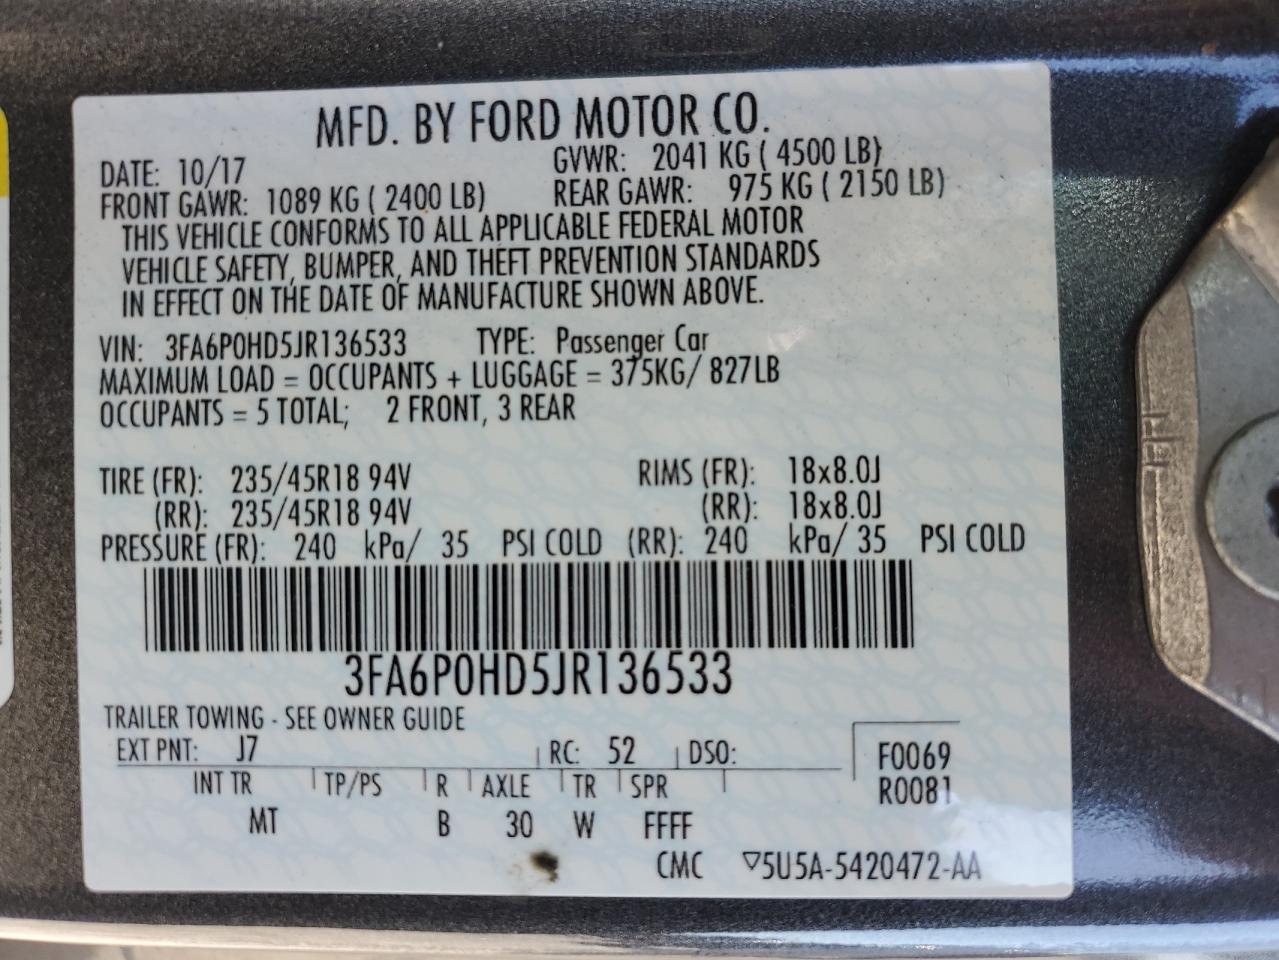 MFD. BY FORD MOTOR CO.
DATE: 10/17 GVWR: 2041 KG ( 4500 LB)
FRONT GAWR: 1089 KG ( 2400 LB) REAR GAWR: 975 KG ( 2150 LB)
THIS VEHICLE CONFORMS TO ALL APPLICABLE FEDERAL MOTOR
VEHICLE SAFETY, BUMPER, AND THEFT PREVENTION STANDARDS
IN EFFECT ON THE DATE OF MANUFACTURE SHOWN ABOVE.
VIN: 3FA6P0HD5JR136533 TYPE: Passenger Car
MAXIMUM LOAD = OCCUPANTS + LUGGAGE = 375KG/ 827LB
OCCUPANTS = 5 TOTAL; 2 FRONT, 3 REAR
TIRE (FR): 235/45R18 94V RIMS (FR): 18x8.0J
(RR): 235/45R18 94V (RR): 18x8.0J
PRESSURE (FR): 240 kPa/ 35 PSI COLD (RR): 240 kPa/ 35 PSI COLD
3FA6P0HD5JR136533
TRAILER TOWING - SEE OWNER GUIDE
EXT PNT: J7 RC: 52 DSO: F0069
INT TR TP/PS R AXLE TR SPR R0081
MT B 30 W FFFF
CMC ▽5U5A-5420472-AA